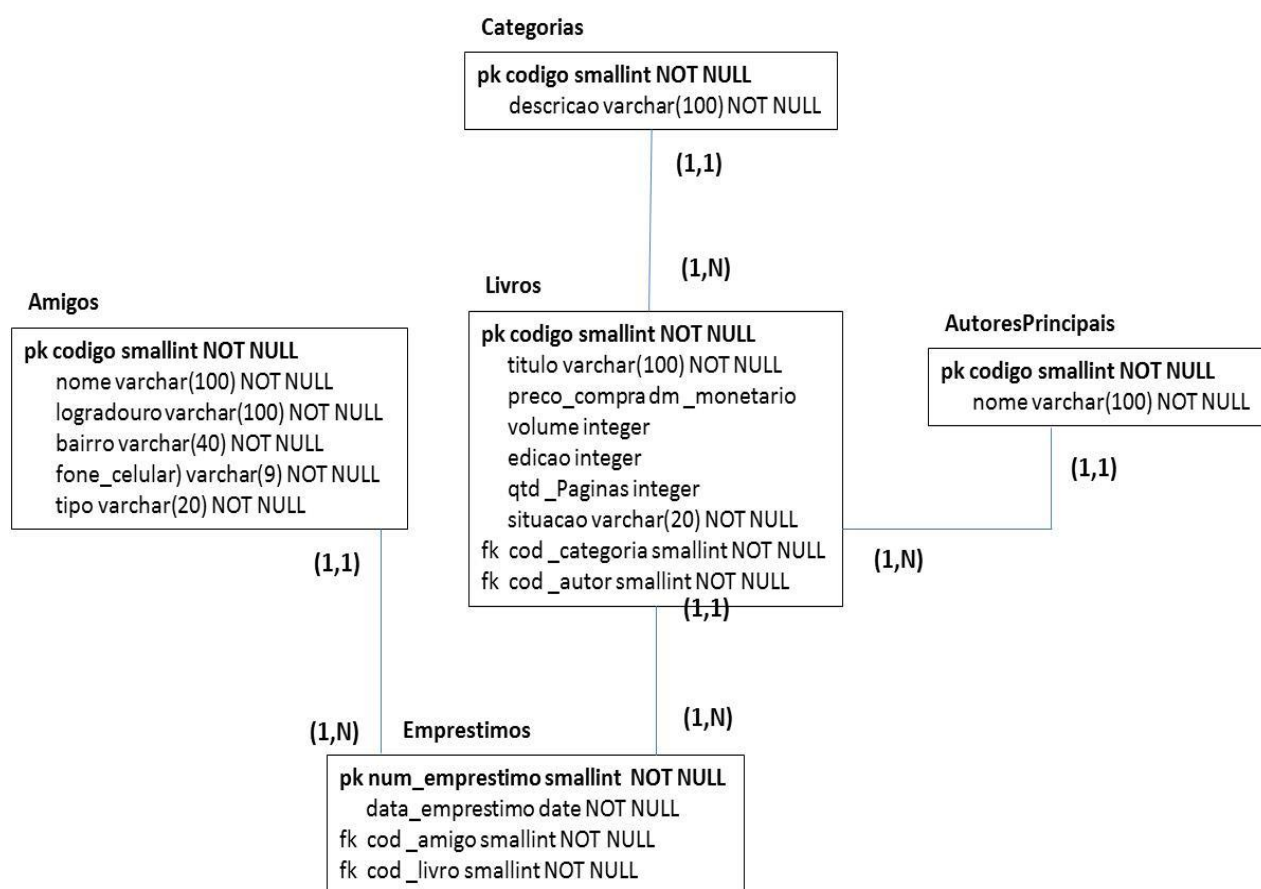 Categorias
pk codigo smallint NOT NULL
descricao varchar(100) NOT NULL
(1,1)
(1,N)
Livros
pk codigo smallint NOT NULL
titulo varchar(100) NOT NULL
preco_compra dm _monetario
volume integer
edicao integer
qtd _Paginas integer
situacao varchar(20) NOT NULL
fk cod _categoria smallint NOT NULL
fk cod _autor smallint NOT NULL
(1,1)
Amigos
pk codigo smallint NOT NULL
nome varchar(100) NOT NULL
logradouro varchar(100) NOT NULL
bairro varchar(40) NOT NULL
fone_celular) varchar(9) NOT NULL
tipo varchar(20) NOT NULL
(1,1)
AutoresPrincipais
pk codigo smallint NOT NULL
nome varchar(100) NOT NULL
(1,1)
(1,N)
(1,N)
Emprestimos
(1,N)
pk num_emprestimo smallint NOT NULL
data_emprestimo date NOT NULL
fk cod _amigo smallint NOT NULL
fk cod _livro smallint NOT NULL